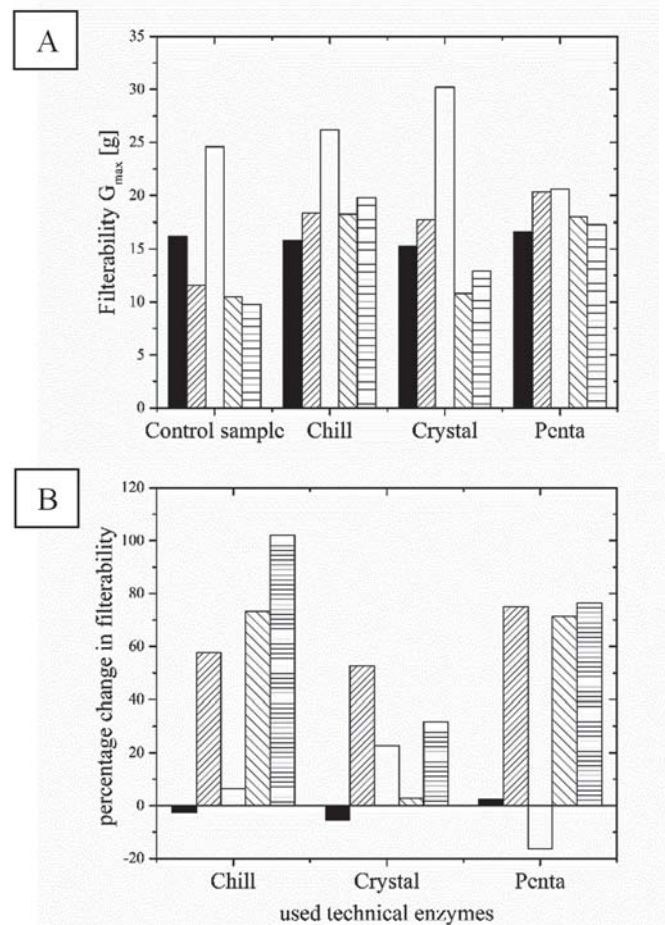 A
35
30
25
20
15
10
5
0
Filterability Gmax [g]
Control sample Chill Crystal Penta
B
120
100
80
60
40
20
0
-20
percentage change in filterability
Chill Crystal Penta
used technical enzymes